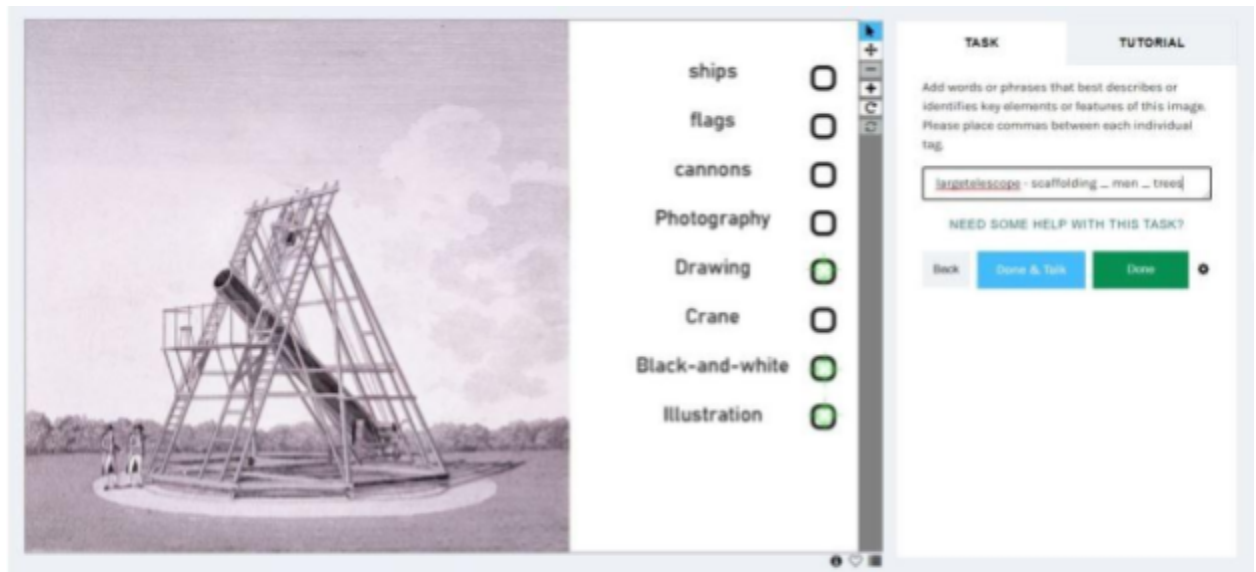 ships
flags
cannons
Photography
Drawing
Crane
Black-and-white
Illustration
TASK
TUTORIAL
Add words or phrases that best describes or
identifies key elements or features of this image.
Please place commas between each individual
tag.
largetelescope - scaffolding _ men _ trees
NEED SOME HELP WITH THIS TASK?
Back
Done & Talk
Done